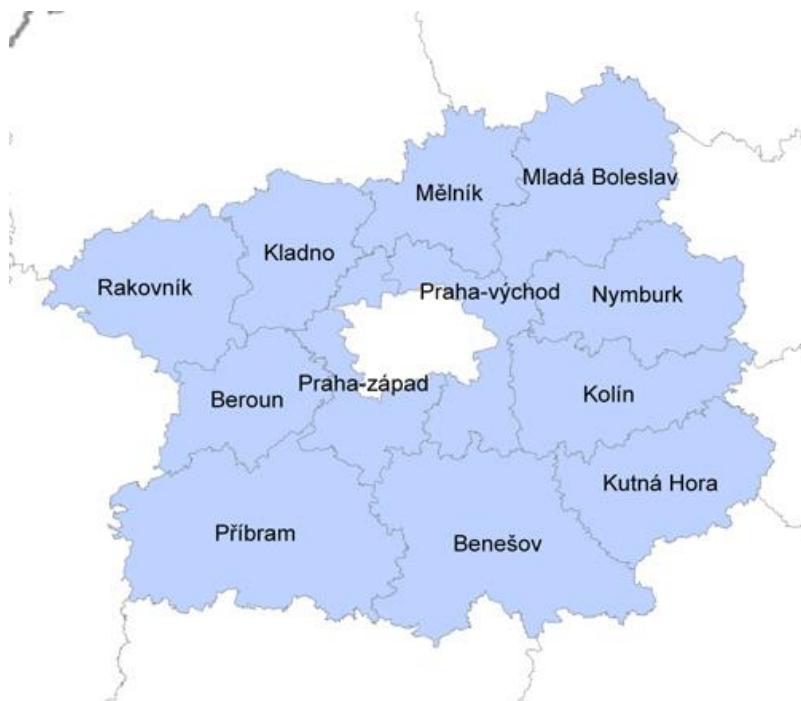 Mladá Boleslav
Mělník
Kladno
Rakovník
Praha-východ
Nymburk
Praha-západ
Beroun
Kolín
Kutná Hora
Příbram
Benešov